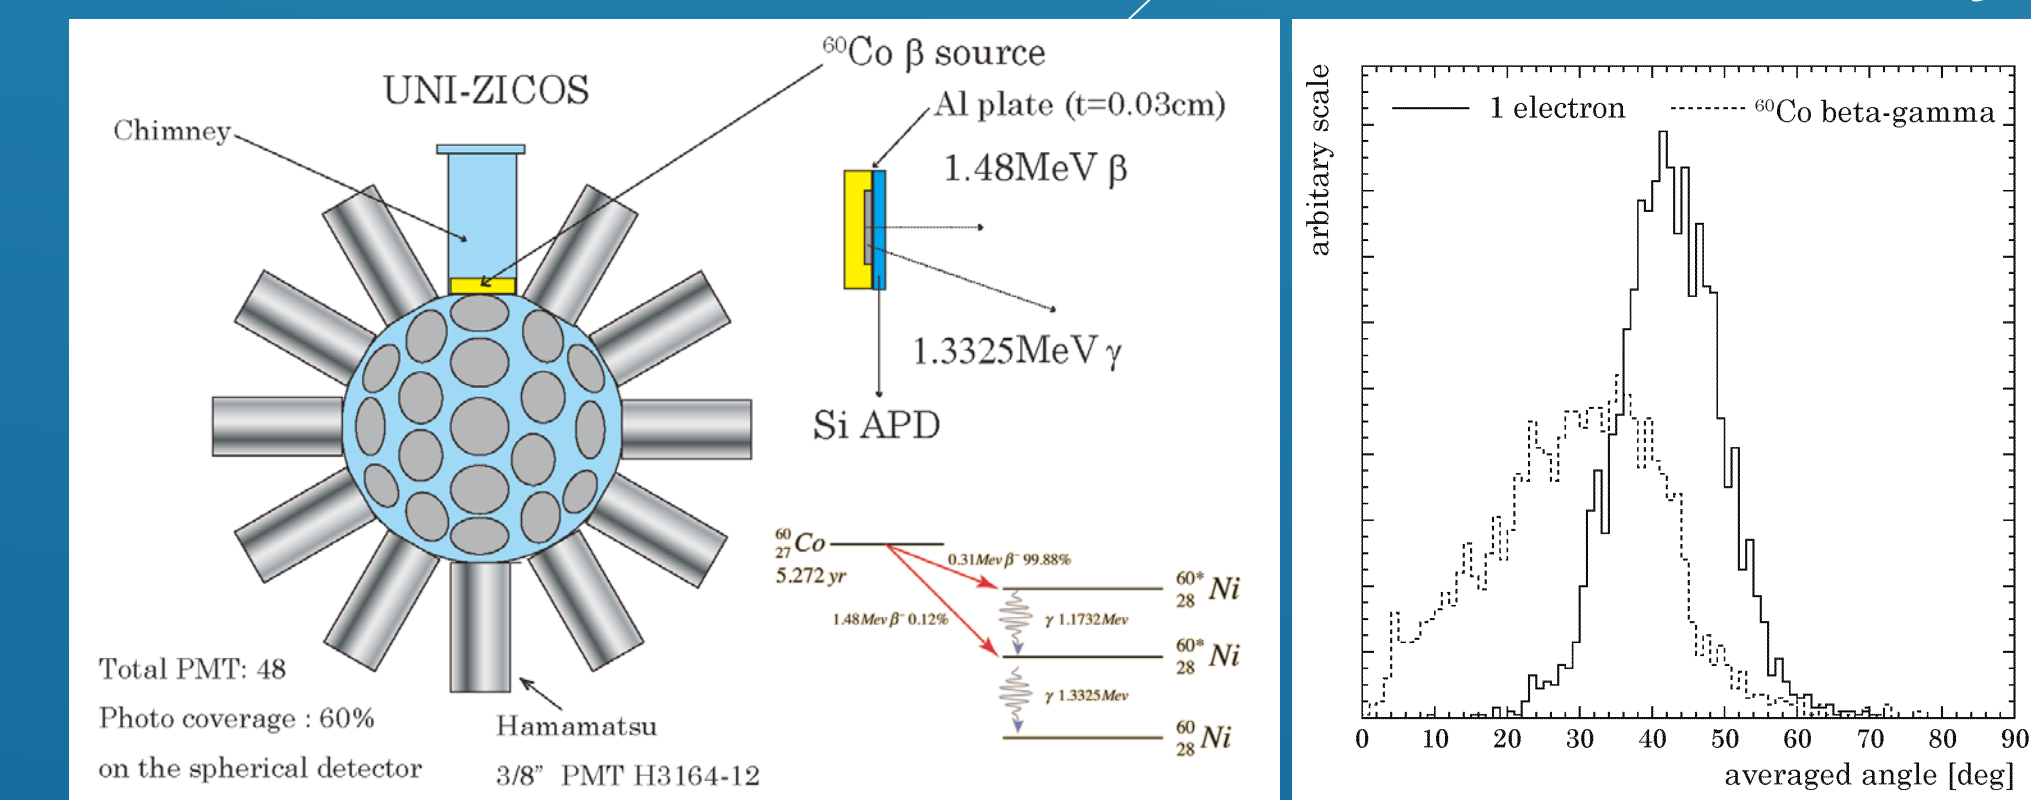 UNI-ZICOS
Chimney
⁶⁰Co β source
Al plate (t=0.03cm)
1.48MeV β
1.3325MeV γ
Si APD
⁶⁰₂₇Co
5.272 yr
0.31Mev β⁻ 99.88%
1.48Mev β⁻ 0.12%
⁶⁰*₂₈Ni
γ 1.1732Mev
⁶⁰*₂₈Ni
γ 1.3325Mev
⁶⁰₂₈Ni
Total PMT: 48
Photo coverage : 60%
on the spherical detector
Hamamatsu
3/8" PMT H3164-12
arbitary scale
1 electron
⁶⁰Co beta-gamma
0 10 20 30 40 50 60 70 80 90
averaged angle [deg]